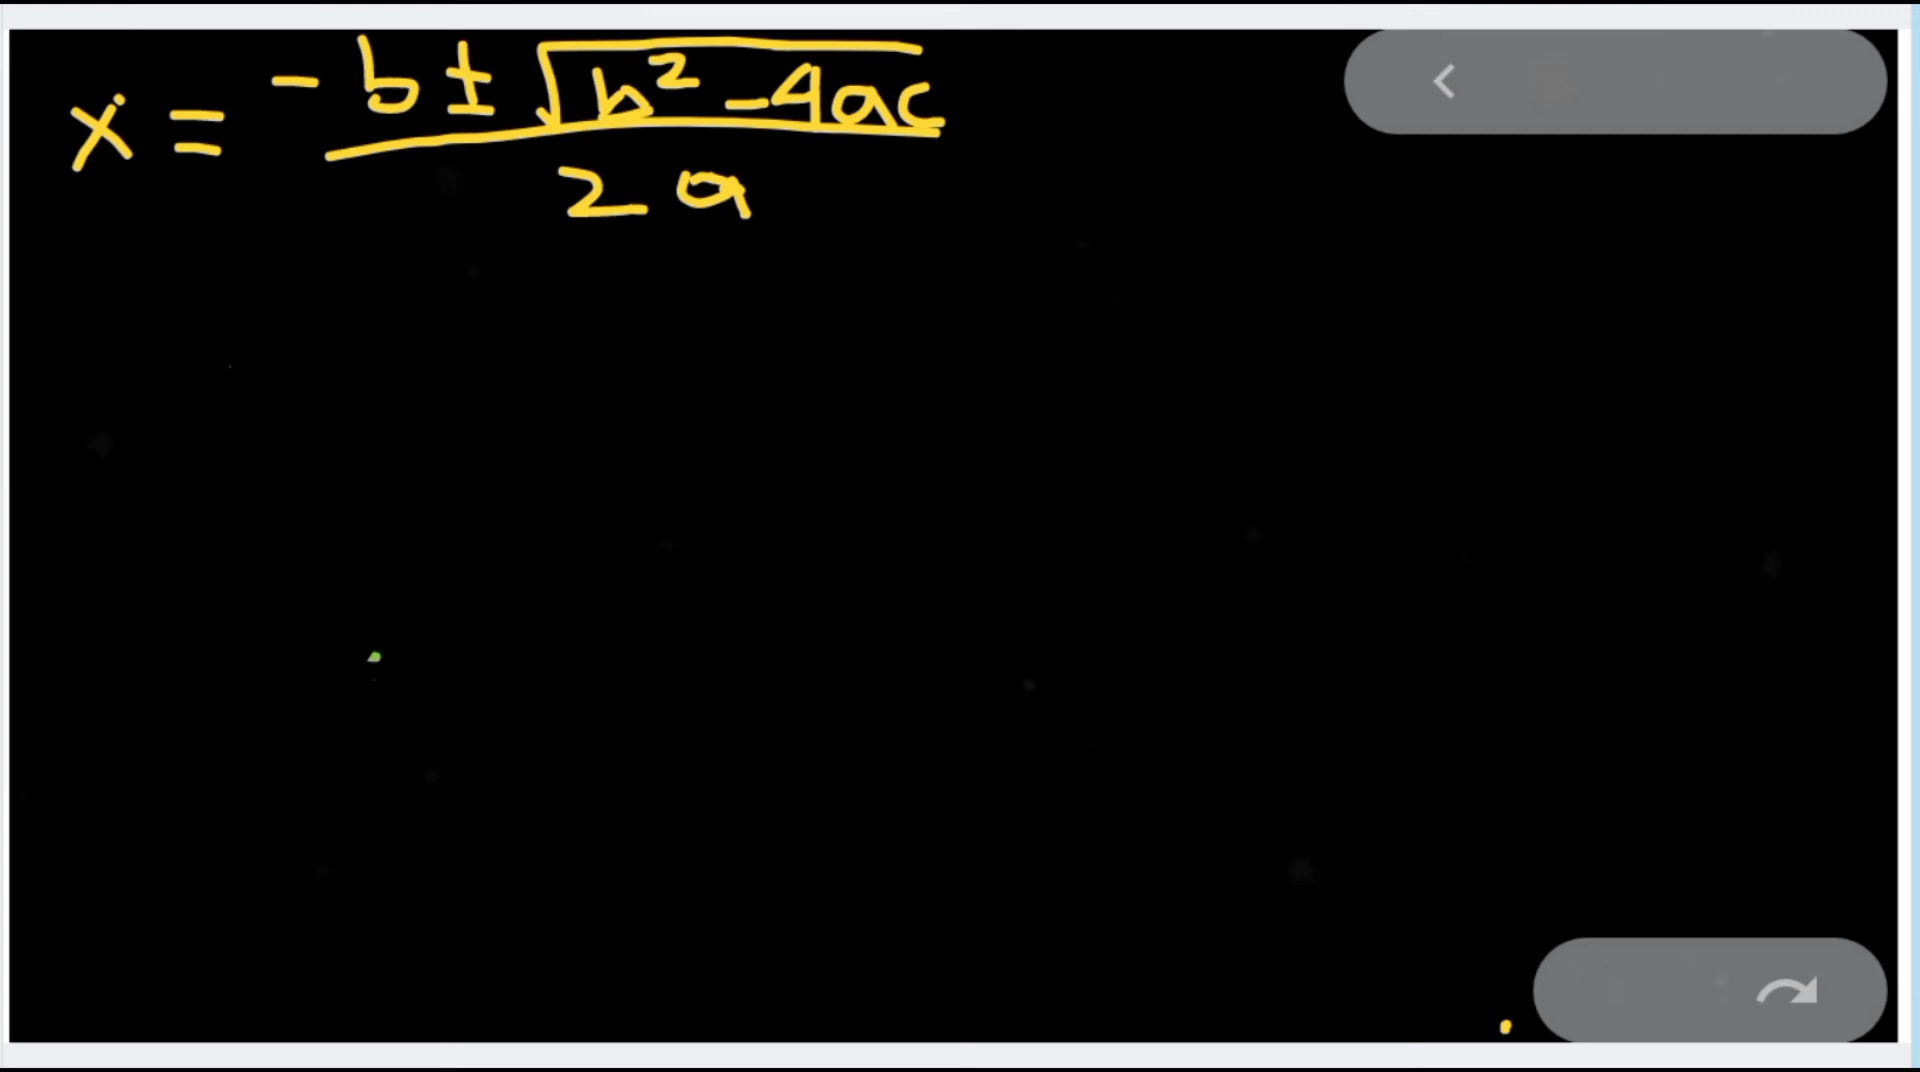 x = -b ± √(b² - 4ac) / 2a